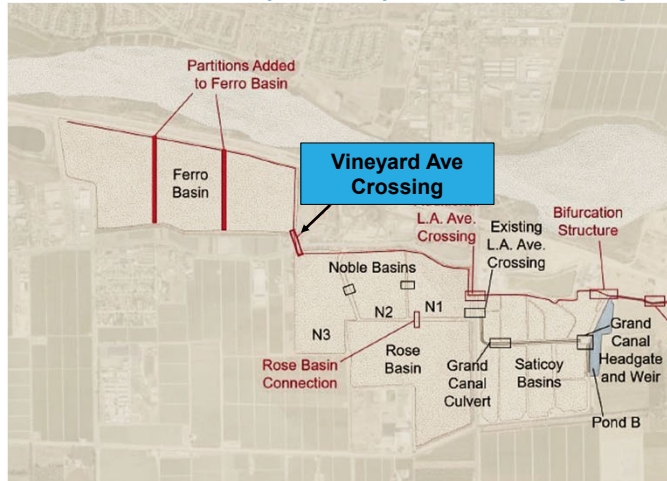 Partitions Added
to Ferro Basin
Ferro
Basin
Vineyard Ave
Crossing
L.A. Ave.
Crossing
Existing
L.A. Ave.
Crossing
Bifurcation
Structure
Noble Basins
N1
N2
N3
Rose Basin
Connection
Rose
Basin
Grand
Canal
Culvert
Saticoy
Basins
Grand
Canal
Headgate
and Weir
Pond B